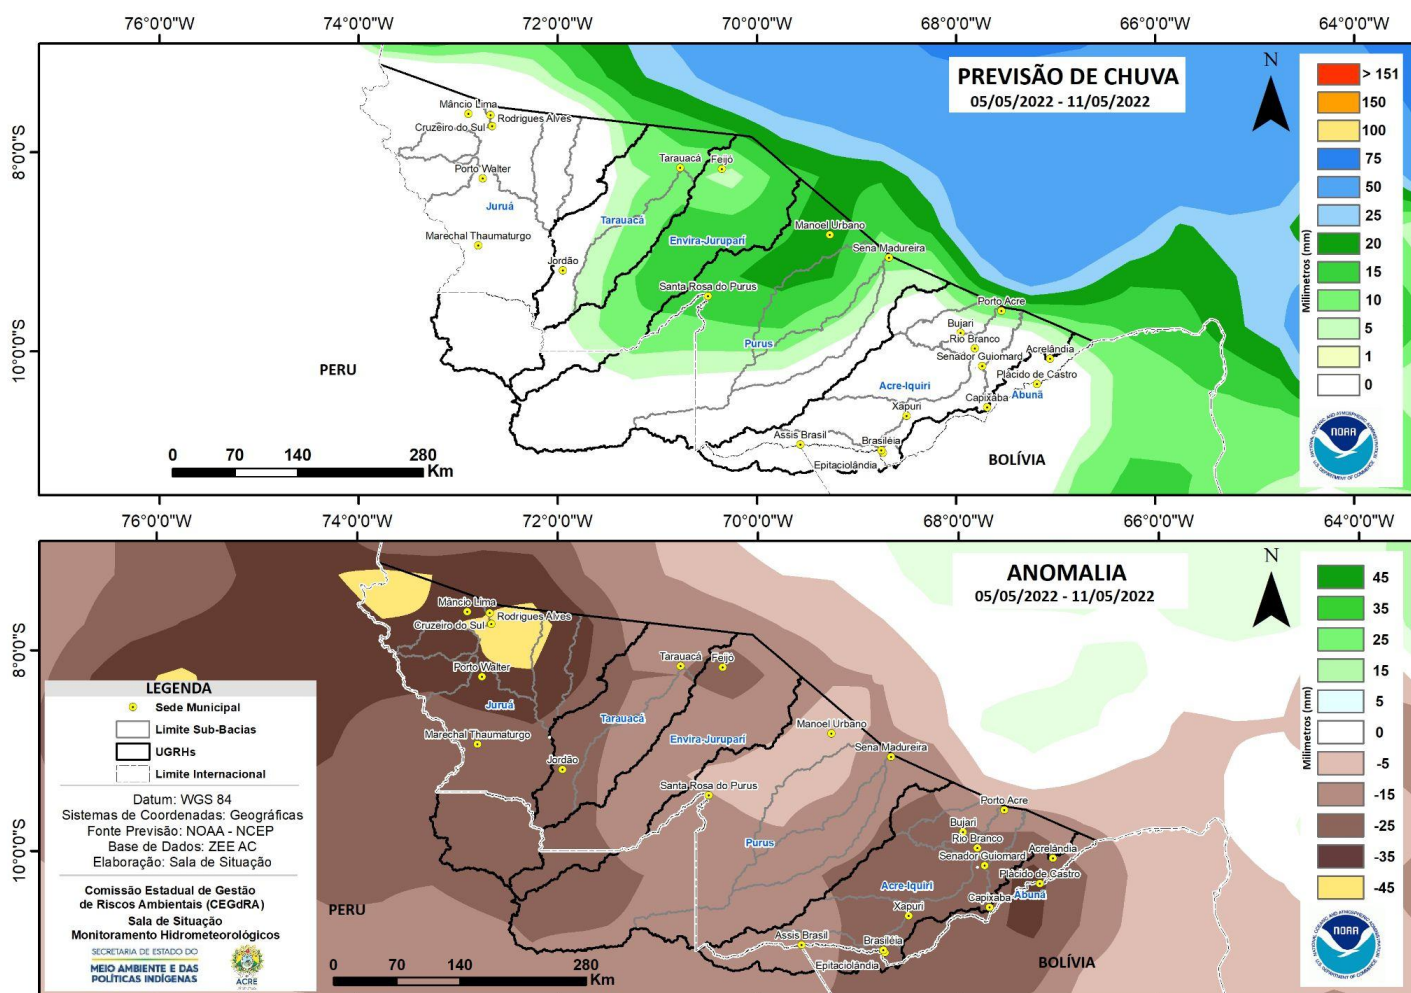 76°0'0"W 74°0'0"W 72°0'0"W 70°0'0"W 68°0'0"W 66°0'0"W 64°0'0"W
PREVISÃO DE CHUVA
05/05/2022 - 11/05/2022
N
Milímetros (mm)
> 151
150
100
75
50
25
20
15
10
5
1
0
NOAA
8°0'0"S
10°0'0"S
Mâncio Lima
Rodrigues Alves
Cruzeiro do Sul
Porto Walter
Juruá
Marechal Thaumaturgo
Jordão
Tarauacá
Feijó
Tarauacá
Envira-Jurupari
Manoel Urbano
Sena Madureira
Santa Rosa do Purus
Purus
Porto Acre
Bujari
Rio Branco
Senador Guiomard
Acrelândia
Plácido de Castro
Abunã
Acre-Iquiri
Capixaba
Xapuri
Assis Brasil
Brasiléia
Epitaciolândia
PERU
BOLÍVIA
0 70 140 280
Km
76°0'0"W 74°0'0"W 72°0'0"W 70°0'0"W 68°0'0"W 66°0'0"W 64°0'0"W
ANOMALIA
05/05/2022 - 11/05/2022
N
Milímetros (mm)
45
35
25
15
5
0
-5
-15
-25
-35
-45
NOAA
8°0'0"S
10°0'0"S
Mâncio Lima
Rodrigues Alves
Cruzeiro do Sul
Porto Walter
Juruá
Marechal Thaumaturgo
Jordão
Tarauacá
Feijó
Tarauacá
Envira-Jurupari
Manoel Urbano
Sena Madureira
Santa Rosa do Purus
Purus
Porto Acre
Bujari
Rio Branco
Senador Guiomard
Acrelândia
Plácido de Castro
Abunã
Acre-Iquiri
Capixaba
Xapuri
Assis Brasil
Brasiléia
Epitaciolândia
PERU
BOLÍVIA
0 70 140 280
Km
LEGENDA
Sede Municipal
Limite Sub-Bacias
UGRHs
Limite Internacional
Datum: WGS 84
Sistemas de Coordenadas: Geográficas
Fonte Previsão: NOAA - NCEP
Base de Dados: ZEE AC
Elaboração: Sala de Situação
Comissão Estadual de Gestão
de Riscos Ambientais (CEGdRA)
Sala de Situação
Monitoramento Hidrometeorológicos
SECRETARIA DE ESTADO DO
MEIO AMBIENTE E DAS
POLÍTICAS INDÍGENAS
ACRE